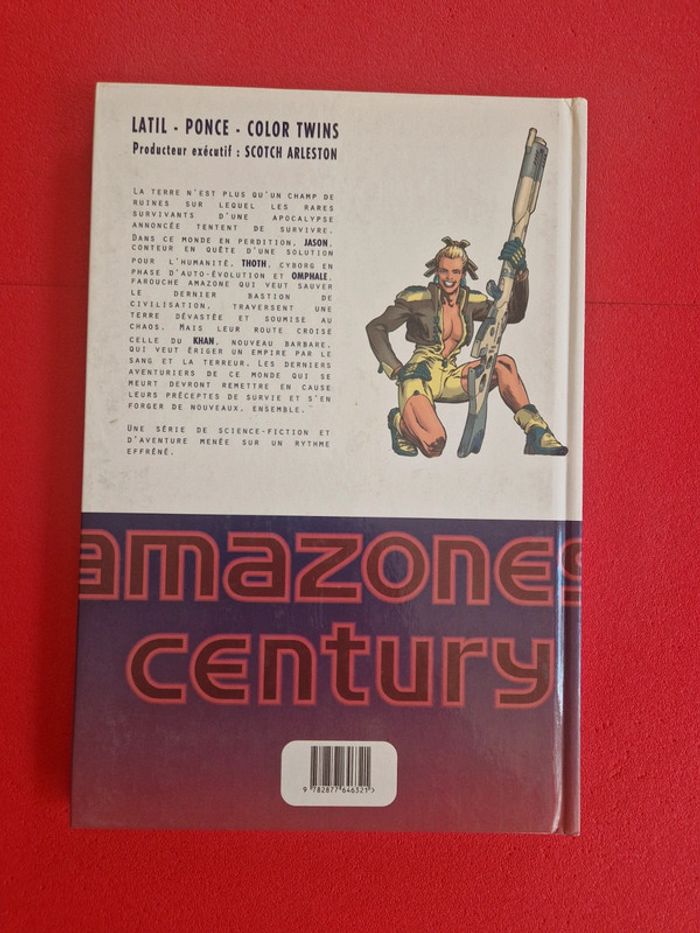 LATIL - PONCE - COLOR TWINS
Producteur exécutif : SCOTCH ARLESTON
LA TERRE N'EST PLUS QU'UN CHAMP DE
RUINES SUR LEQUEL LES RARES
SURVIVANTS D'UNE APOCALYPSE
ANNONCÉE TENTENT DE SURVIVRE.
DANS CE MONDE EN PERDITION, JASON,
CONTEUR EN QUÊTE D'UNE SOLUTION
POUR L'HUMANITÉ, THOTH, CYBORG EN
PHASE D'AUTO-ÉVOLUTION ET OMPHALE,
FAROUCHE AMAZONE QUI VEUT SAUVER
LE DERNIER BASTION DE
CIVILISATION, TRAVERSENT UNE
TERRE DÉVASTÉE ET SOUMISE AU
CHAOS. MAIS LEUR ROUTE CROISE
CELLE DU KHAN, NOUVEAU BARBARE,
QUI VEUT ÉRIGER UN EMPIRE PAR LE
SANG ET LA TERREUR. LES DERNIERS
AVENTURIERS DE CE MONDE QUI SE
MEURT DEVRONT REMETTRE EN CAUSE
LEURS PRÉCEPTES DE SURVIE ET S'EN
FORGER DE NOUVEAUX. ENSEMBLE.
UNE SÉRIE DE SCIENCE-FICTION ET
D'AVENTURE MENÉE SUR UN RYTHME
EFFRÉNÉ.
amazones
century
9 782877 646321 >